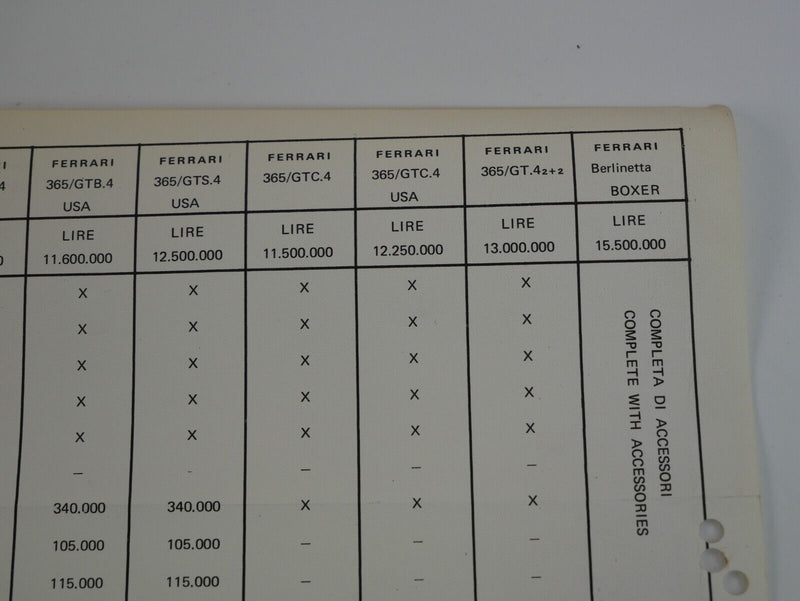 I FERRARI FERRARI FERRARI FERRARI FERRARI FERRARI
4 365/GTB.4 365/GTS.4 365/GTC.4 365/GTC.4 365/GT.42+2 Berlinetta
USA USA USA BOXER
LIRE LIRE LIRE LIRE LIRE LIRE
0 11.600.000 12.500.000 11.500.000 12.250.000 13.000.000 15.500.000
X X X X X
X X X X X
X X X X X
X X X X X
X X X X X
– - – – –
340.000 340.000 X X X
105.000 105.000 – – –
115.000 115.000 – – –
COMPLETA DI ACCESSORI
COMPLETE WITH ACCESSORIES